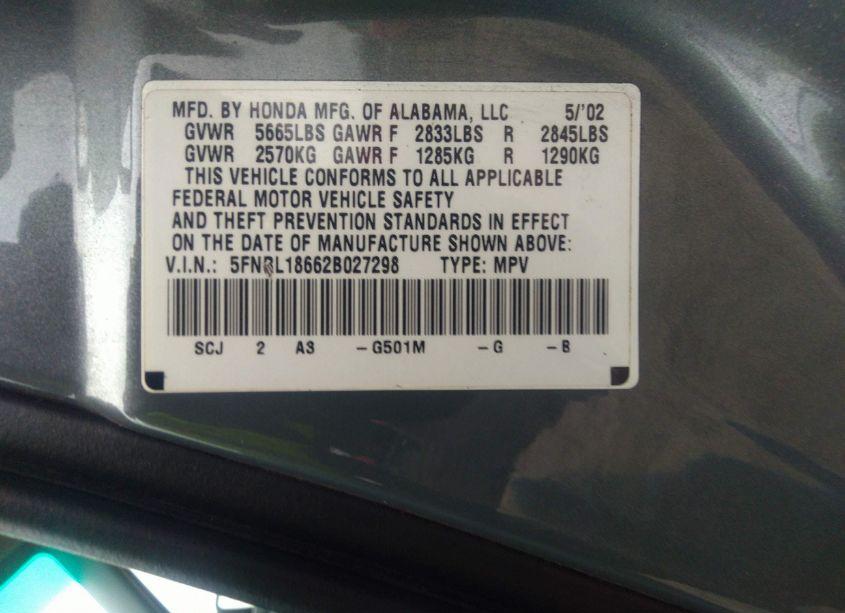 MFD. BY HONDA MFG. OF ALABAMA, LLC 5/'02
GVWR 5665LBS GAWR F 2833LBS R 2845LBS
GVWR 2570KG GAWR F 1285KG R 1290KG
THIS VEHICLE CONFORMS TO ALL APPLICABLE
FEDERAL MOTOR VEHICLE SAFETY
AND THEFT PREVENTION STANDARDS IN EFFECT
ON THE DATE OF MANUFACTURE SHOWN ABOVE:
V.I.N.: 5FNRL18662B027298 TYPE: MPV
SCJ 2 A3 -G501M -G -B